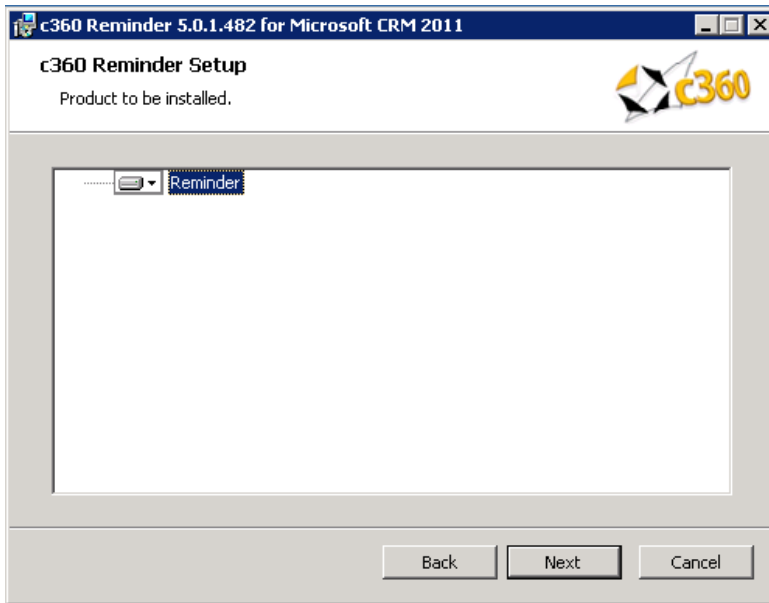 c360 Reminder 5.0.1.482 for Microsoft CRM 2011
c360 Reminder Setup
Product to be installed.
c360
Reminder
Back Next Cancel